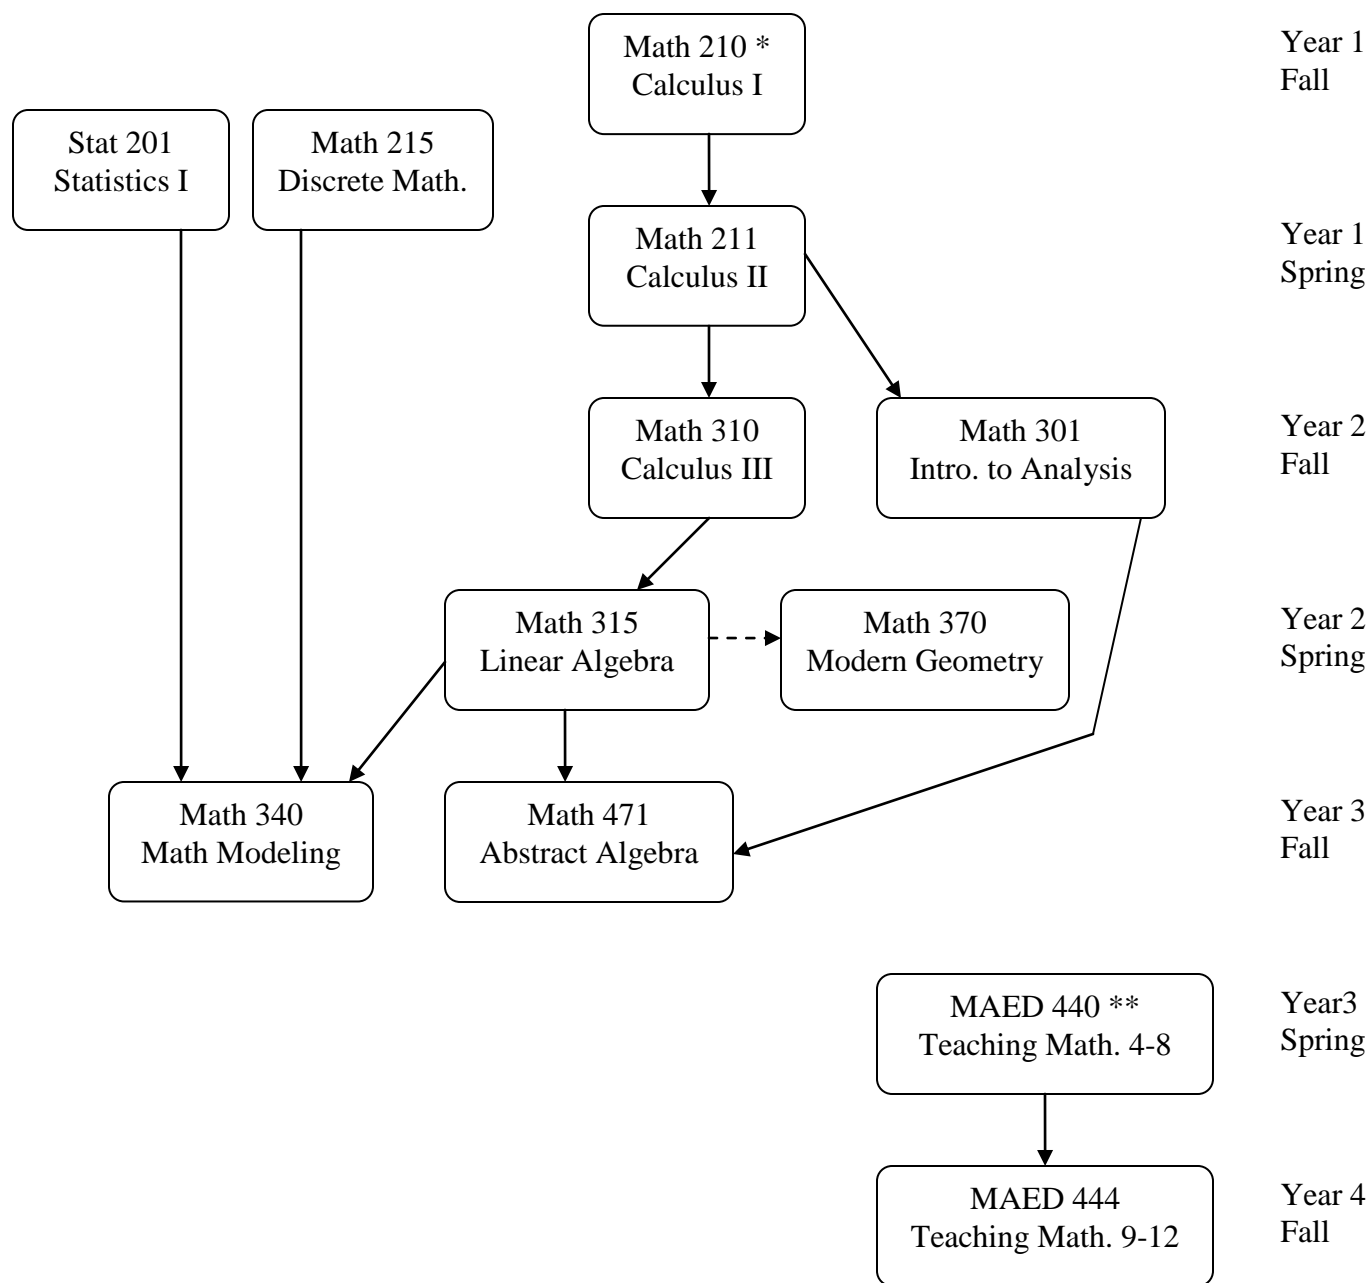 Math 210 *
Calculus I
Year 1
Fall
Stat 201
Statistics I
Math 215
Discrete Math.
Math 211
Calculus II
Year 1
Spring
Math 310
Calculus III
Math 301
Intro. to Analysis
Year 2
Fall
Math 315
Linear Algebra
Math 370
Modern Geometry
Year 2
Spring
Math 340
Math Modeling
Math 471
Abstract Algebra
Year 3
Fall
MAED 440 **
Teaching Math. 4-8
Year3
Spring
MAED 444
Teaching Math. 9-12
Year 4
Fall